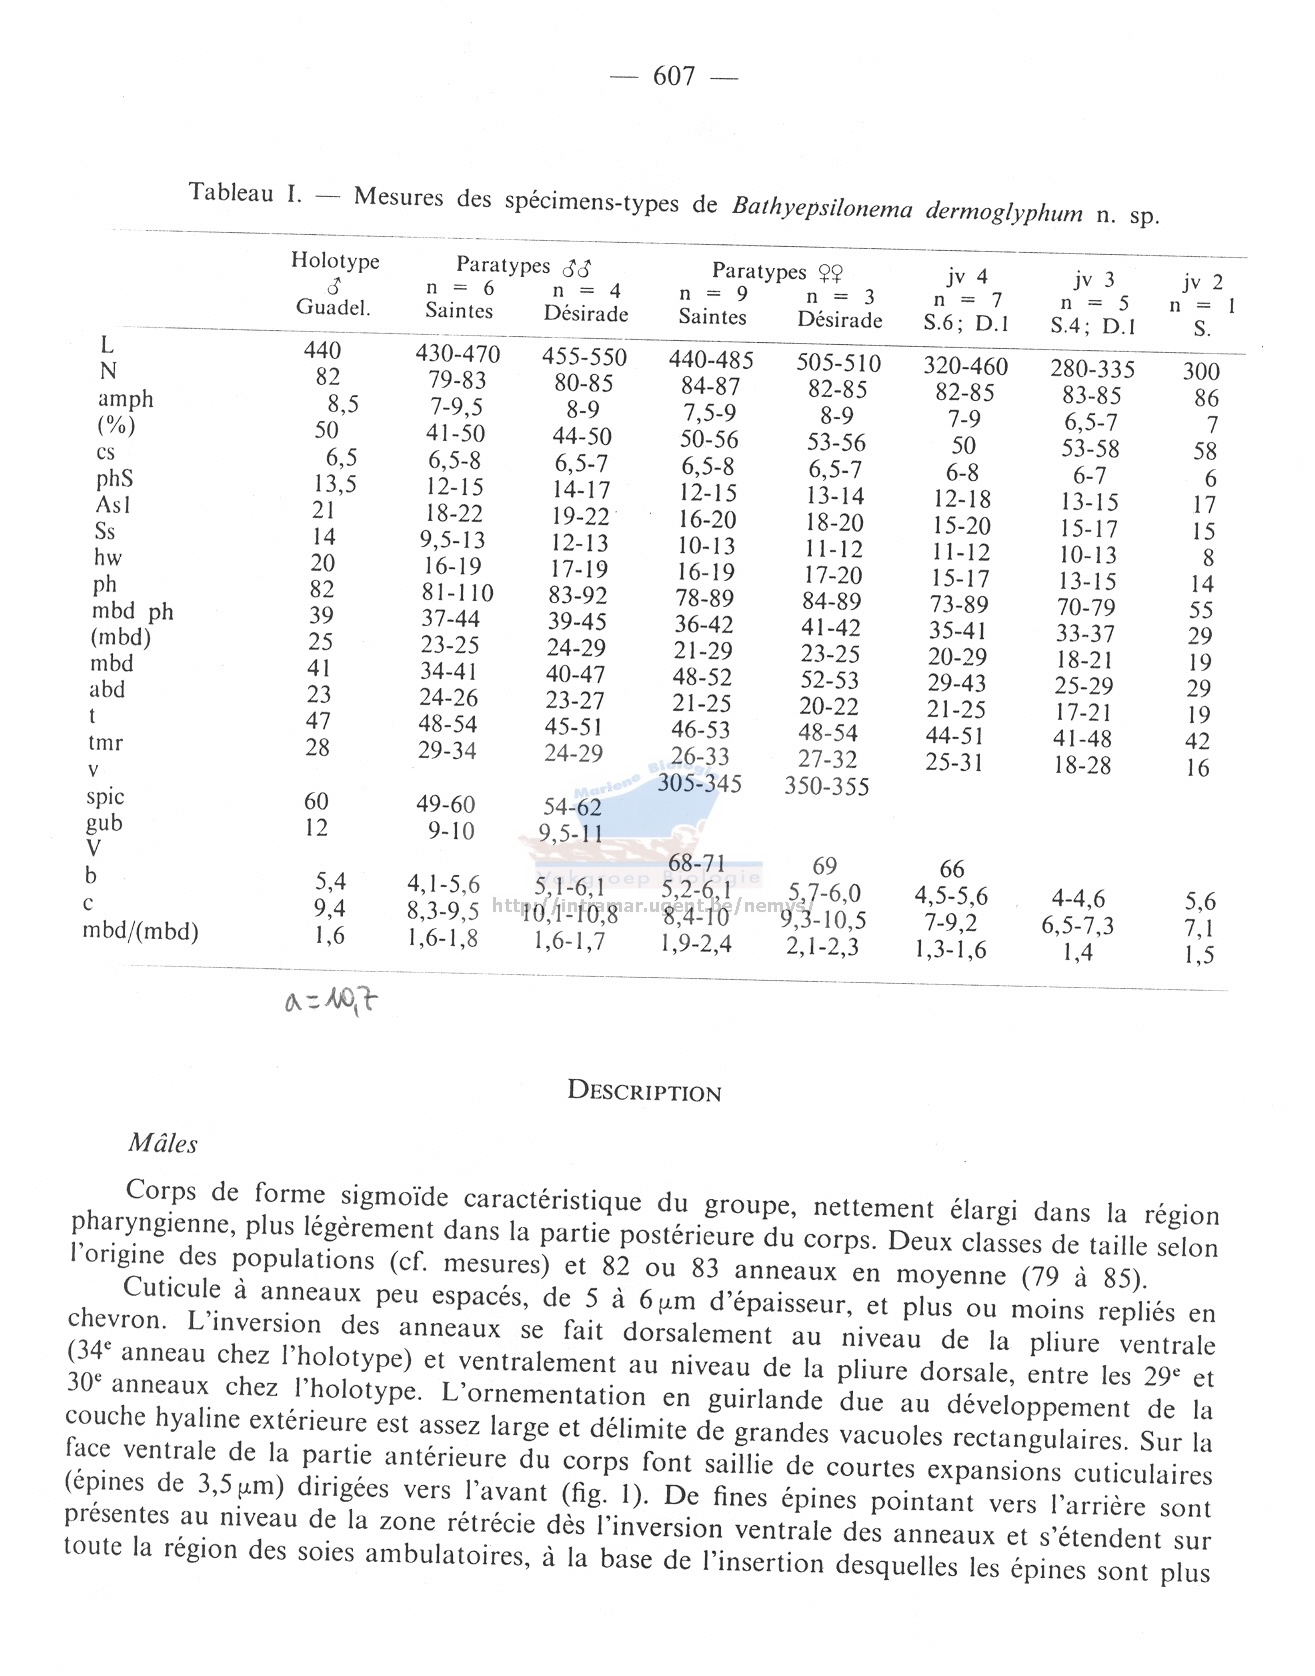 — 607 —
Tableau I. — Mesures des spécimens-types de Bathyepsilonema dermoglyphum n. sp.
Holotype Paratypes ♂♂ Paratypes ♀♀ jv 4 jv 3 jv 2
♂ n = 6 n = 4 n = 9 n = 3 n = 7 n = 5 n = 1
Guadel. Saintes Désirade Saintes Désirade S.6; D.1 S.4; D.1 S.
L 440 430-470 455-550 440-485 505-510 320-460 280-335 300
N 82 79-83 80-85 84-87 82-85 82-85 83-85 86
amph 8,5 7-9,5 8-9 7,5-9 8-9 7-9 6,5-7 7
(%) 50 41-50 44-50 50-56 53-56 50 53-58 58
cs 6,5 6,5-8 6,5-7 6,5-8 6,5-7 6-8 6-7 6
phS 13,5 12-15 14-17 12-15 13-14 12-18 13-15 17
Asl 21 18-22 19-22 16-20 18-20 15-20 15-17 15
Ss 14 9,5-13 12-13 10-13 11-12 11-12 10-13 8
hw 20 16-19 17-19 16-19 17-20 15-17 13-15 14
ph 82 81-110 83-92 78-89 84-89 73-89 70-79 55
mbd ph 39 37-44 39-45 36-42 41-42 35-41 33-37 29
(mbd) 25 23-25 24-29 21-29 23-25 20-29 18-21 19
mbd 41 34-41 40-47 48-52 52-53 29-43 25-29 29
abd 23 24-26 23-27 21-25 20-22 21-25 17-21 19
t 47 48-54 45-51 46-53 48-54 44-51 41-48 42
tmr 28 29-34 24-29 26-33 27-32 25-31 18-28 16
v 305-345 350-355
spic 60 49-60 54-62
gub 12 9-10 9,5-11
V 68-71 69 66
b 5,4 4,1-5,6 5,1-6,1 5,2-6,1 5,7-6,0 4,5-5,6 4-4,6 5,6
c 9,4 8,3-9,5 10,1-10,8 8,4-10 9,3-10,5 7-9,2 6,5-7,3 7,1
mbd/(mbd) 1,6 1,6-1,8 1,6-1,7 1,9-2,4 2,1-2,3 1,3-1,6 1,4 1,5
Mariene Biologie
Vakgroep Biologie
http://intramar.ugent.be/nemys/
a = 10,7
DESCRIPTION
Mâles
Corps de forme sigmoïde caractéristique du groupe, nettement élargi dans la région
pharyngienne, plus légèrement dans la partie postérieure du corps. Deux classes de taille selon
l'origine des populations (cf. mesures) et 82 ou 83 anneaux en moyenne (79 à 85).
Cuticule à anneaux peu espacés, de 5 à 6 μm d'épaisseur, et plus ou moins repliés en
chevron. L'inversion des anneaux se fait dorsalement au niveau de la pliure ventrale
(34e anneau chez l'holotype) et ventralement au niveau de la pliure dorsale, entre les 29e et
30e anneaux chez l'holotype. L'ornementation en guirlande due au développement de la
couche hyaline extérieure est assez large et délimite de grandes vacuoles rectangulaires. Sur la
face ventrale de la partie antérieure du corps font saillie de courtes expansions cuticulaires
(épines de 3,5 μm) dirigées vers l'avant (fig. 1). De fines épines pointant vers l'arrière sont
présentes au niveau de la zone rétrécie dès l'inversion ventrale des anneaux et s'étendent sur
toute la région des soies ambulatoires, à la base de l'insertion desquelles les épines sont plus